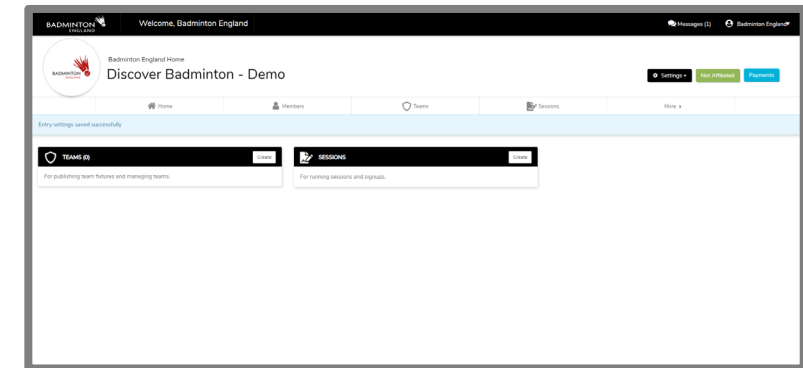 BADMINTON
ENGLAND
Welcome, Badminton England
Messages (1)
Badminton England
BADMINTON
Badminton England Home
Discover Badminton - Demo
Settings
Not Affiliated
Payments
Home
Members
Teams
Sessions
More
Entry settings saved successfully
TEAMS (0)
Create
SESSIONS
Create
For publishing team fixtures and managing teams.
For running sessions and signups.